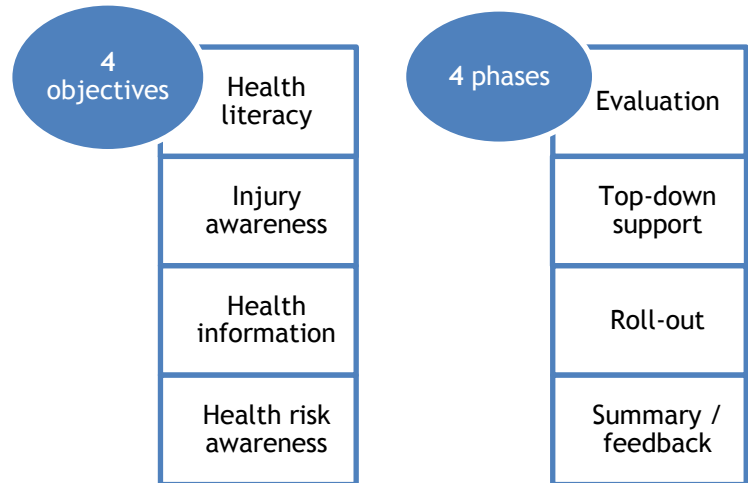 4
objectives
Health
literacy
Injury
awareness
Health
information
Health risk
awareness
4 phases
Evaluation
Top-down
support
Roll-out
Summary /
feedback